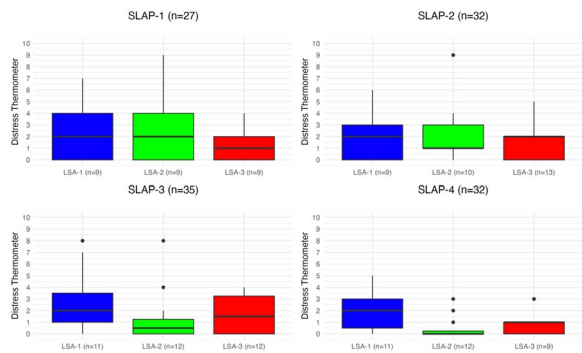 SLAP-1 (n=27)
Distress Thermometer
10
9
8
7
6
5
4
3
2
1
0
LSA-1 (n=9)
LSA-2 (n=9)
LSA-3 (n=9)
SLAP-2 (n=32)
Distress Thermometer
10
9
8
7
6
5
4
3
2
1
0
LSA-1 (n=9)
LSA-2 (n=10)
LSA-3 (n=13)
SLAP-3 (n=35)
Distress Thermometer
10
9
8
7
6
5
4
3
2
1
0
LSA-1 (n=11)
LSA-2 (n=12)
LSA-3 (n=12)
SLAP-4 (n=32)
Distress Thermometer
10
9
8
7
6
5
4
3
2
1
0
LSA-1 (n=11)
LSA-2 (n=12)
LSA-3 (n=9)